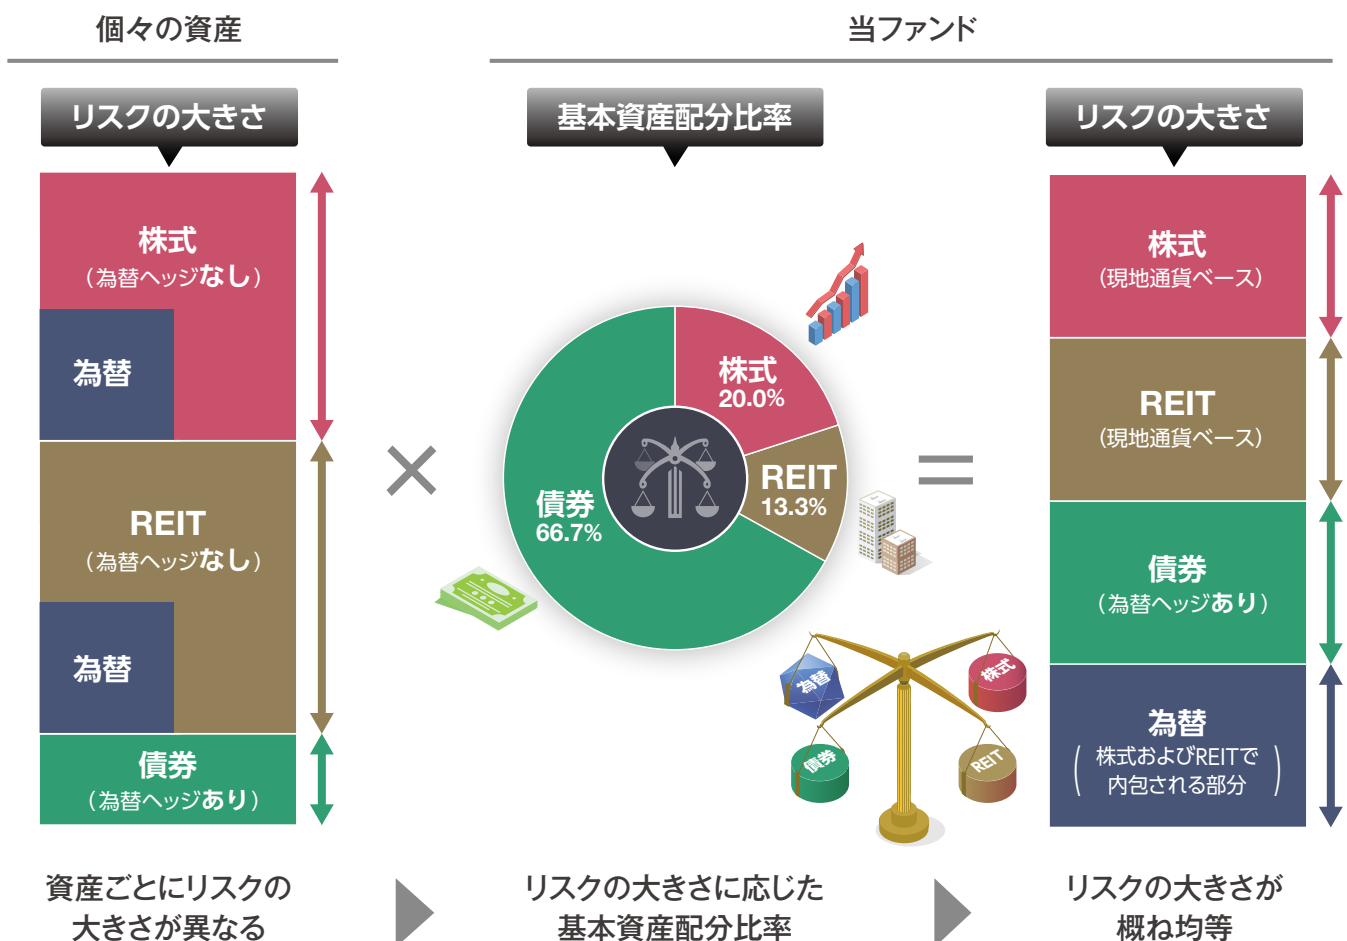 個々の資産
当ファンド
リスクの大きさ
基本資産配分比率
リスクの大きさ
株式
(為替ヘッジなし)
為替
REIT
(為替ヘッジなし)
為替
債券
(為替ヘッジあり)
×
株式
20.0%
REIT
13.3%
債券
66.7%
為替
株式
債券
REIT
=
株式
(現地通貨ベース)
REIT
(現地通貨ベース)
債券
(為替ヘッジあり)
為替
(株式およびREITで
内包される部分)
資産ごとにリスクの
大きさが異なる
リスクの大きさに応じた
基本資産配分比率
リスクの大きさが
概ね均等